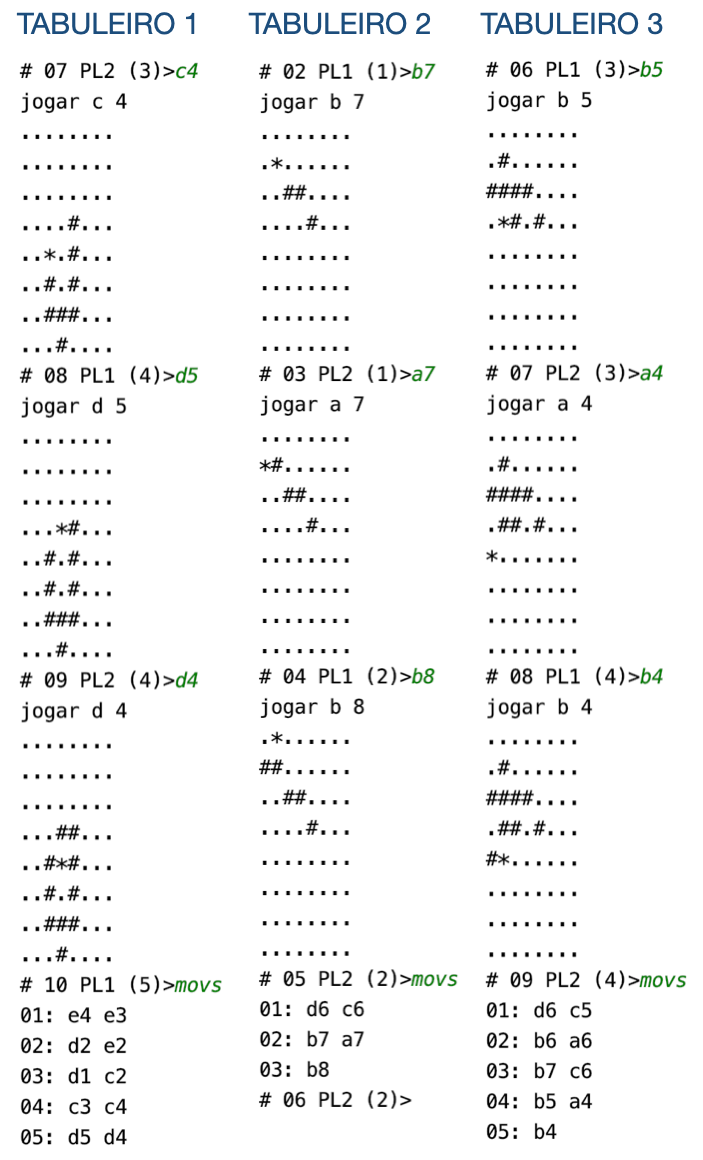 TABULEIRO 1
# 07 PL2 (3)>c4
jogar c 4
........
........
........
....#...
..*.#...
..#.#...
..###...
...#....
# 08 PL1 (4)>d5
jogar d 5
........
........
........
...*#...
..#.#...
..#.#...
..###...
...#....
# 09 PL2 (4)>d4
jogar d 4
........
........
........
...##...
..#*#...
..#.#...
..###...
...#....
# 10 PL1 (5)>movs
01: e4 e3
02: d2 e2
03: d1 c2
04: c3 c4
05: d5 d4
TABULEIRO 2
# 02 PL1 (1)>b7
jogar b 7
........
.*......
..##....
....#...
........
........
........
........
# 03 PL2 (1)>a7
jogar a 7
........
*#......
..##....
....#...
........
........
........
........
# 04 PL1 (2)>b8
jogar b 8
.*......
##......
..##....
....#...
........
........
........
........
# 05 PL2 (2)>movs
01: d6 c6
02: b7 a7
03: b8
# 06 PL2 (2)>
TABULEIRO 3
# 06 PL1 (3)>b5
jogar b 5
........
.#......
####....
.*#.#...
........
........
........
........
# 07 PL2 (3)>a4
jogar a 4
........
.#......
####....
.##.#...
*.......
........
........
........
# 08 PL1 (4)>b4
jogar b 4
........
.#......
####....
.##.#...
#*......
........
........
........
# 09 PL2 (4)>movs
01: d6 c5
02: b6 a6
03: b7 c6
04: b5 a4
05: b4